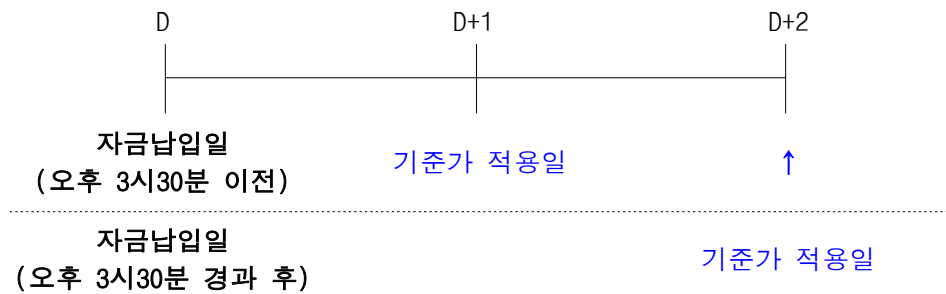 D D+1 D+2
자금납입일
(오후 3시30분 이전) 기준가 적용일 ↑
자금납입일
(오후 3시30분 경과 후) 기준가 적용일